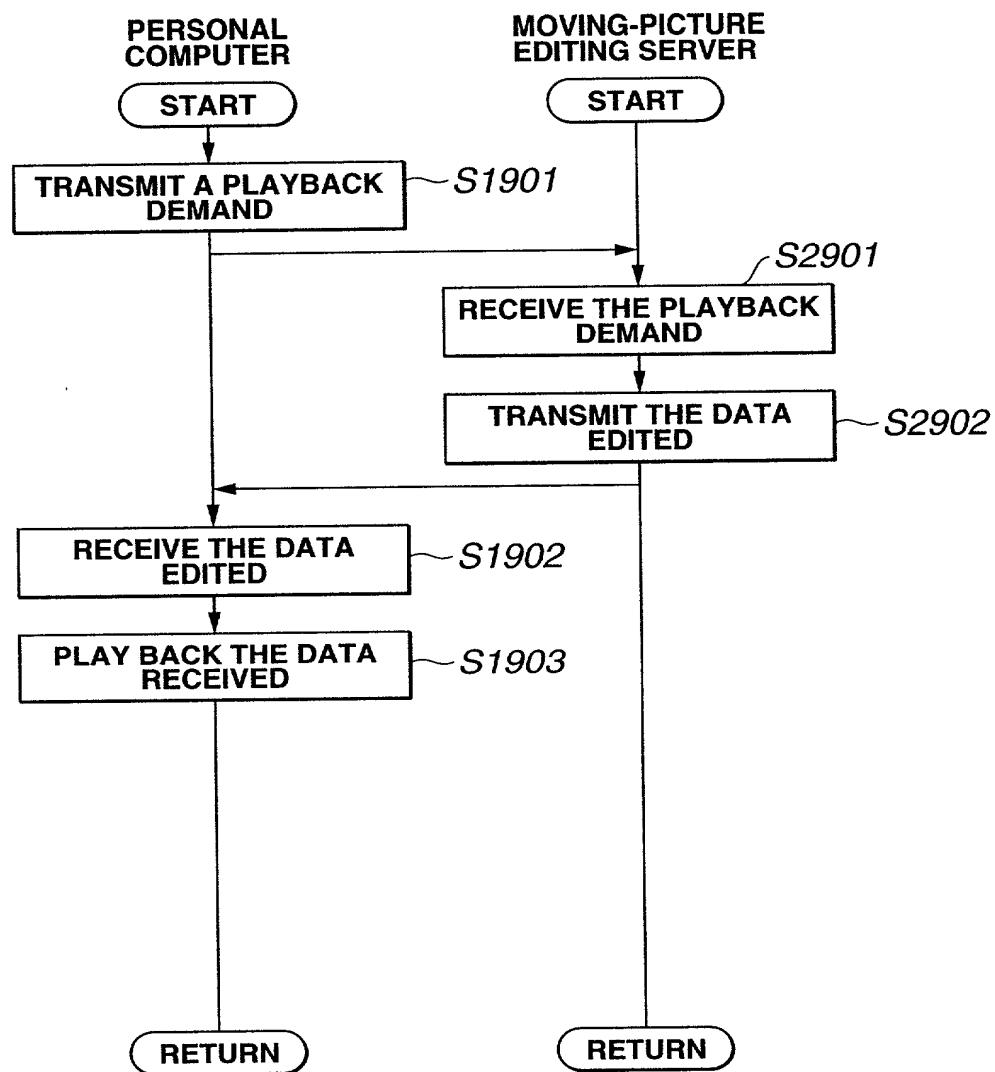 PERSONAL
COMPUTER
MOVING-PICTURE
EDITING SERVER
START
START
TRANSMIT A PLAYBACK
DEMAND
S1901
S2901
RECEIVE THE PLAYBACK
DEMAND
TRANSMIT THE DATA
EDITED
S2902
RECEIVE THE DATA
EDITED
S1902
PLAY BACK THE DATA
RECEIVED
S1903
RETURN
RETURN